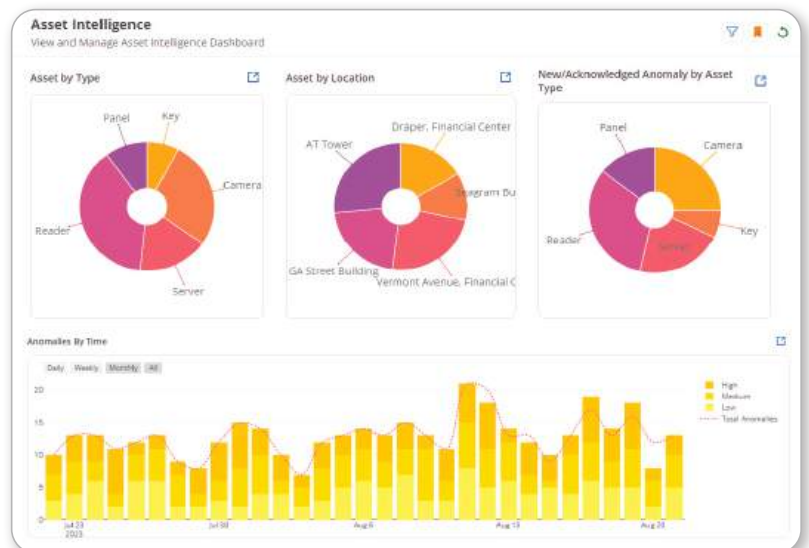 Asset Intelligence
View and Manage Asset Intelligence Dashboard
Asset by Type
Asset by Location
New/Acknowledged Anomaly by Asset
Type
Panel
Key
Camera
Reader
Server
AT Tower
Draper, Financial Center
Seagram Bu
GA Street Building
Vermont Avenue, Financial C
Panel
Camera
Reader
Key
Server
Anomalies By Time
Daily Weekly Monthly All
High
Medium
Low
Total Anomalies
20
15
10
5
0
Jul 23
2023
Jul 30
Aug 6
Aug 13
Aug 20